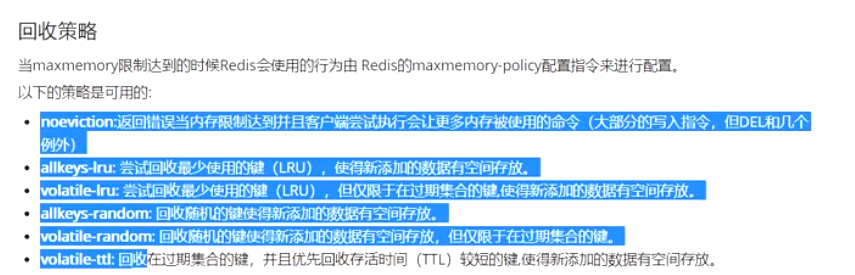 回收策略
当maxmemory限制达到的时候Redis会使用的行为由 Redis的maxmemory-policy配置指令来进行配置。
以下的策略是可用的:
noeviction:返回错误当内存限制达到并且客户端尝试执行会让更多内存被使用的命令（大部分的写入指令，但DEL和几个
例外）
allkeys-lru: 尝试回收最少使用的键（LRU），使得新添加的数据有空间存放。
volatile-lru: 尝试回收最少使用的键（LRU），但仅限于在过期集合的键,使得新添加的数据有空间存放。
allkeys-random: 回收随机的键使得新添加的数据有空间存放。
volatile-random: 回收随机的键使得新添加的数据有空间存放，但仅限于在过期集合的键。
volatile-ttl: 回收在过期集合的键，并且优先回收存活时间（TTL）较短的键,使得新添加的数据有空间存放。